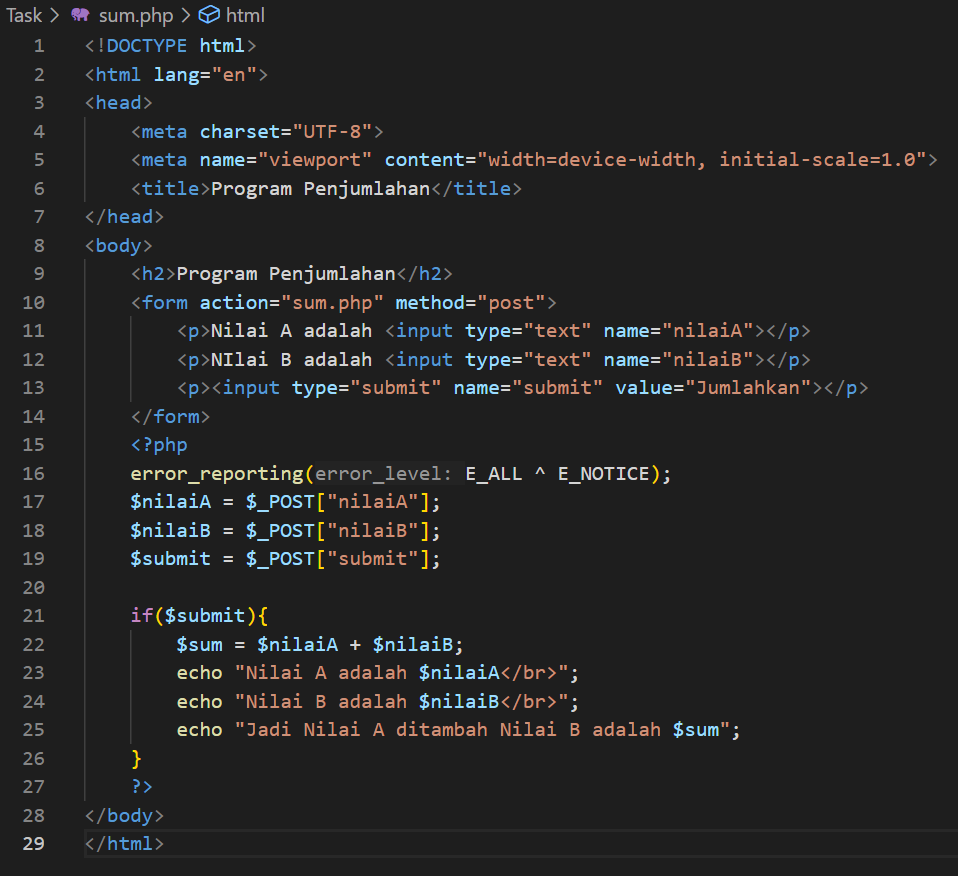 Task > sum.php > html
1 <!DOCTYPE html>
2 <html lang="en">
3 <head>
4     <meta charset="UTF-8">
5     <meta name="viewport" content="width=device-width, initial-scale=1.0">
6     <title>Program Penjumlahan</title>
7 </head>
8 <body>
9     <h2>Program Penjumlahan</h2>
10     <form action="sum.php" method="post">
11         <p>Nilai A adalah <input type="text" name="nilaiA"></p>
12         <p>NIlai B adalah <input type="text" name="nilaiB"></p>
13         <p><input type="submit" name="submit" value="Jumlahkan"></p>
14     </form>
15     <?php
16     error_reporting(error_level: E_ALL ^ E_NOTICE);
17     $nilaiA = $_POST["nilaiA"];
18     $nilaiB = $_POST["nilaiB"];
19     $submit = $_POST["submit"];
20
21     if($submit){
22         $sum = $nilaiA + $nilaiB;
23         echo "Nilai A adalah $nilaiA</br>";
24         echo "Nilai B adalah $nilaiB</br>";
25         echo "Jadi Nilai A ditambah Nilai B adalah $sum";
26     }
27     ?>
28 </body>
29 </html>